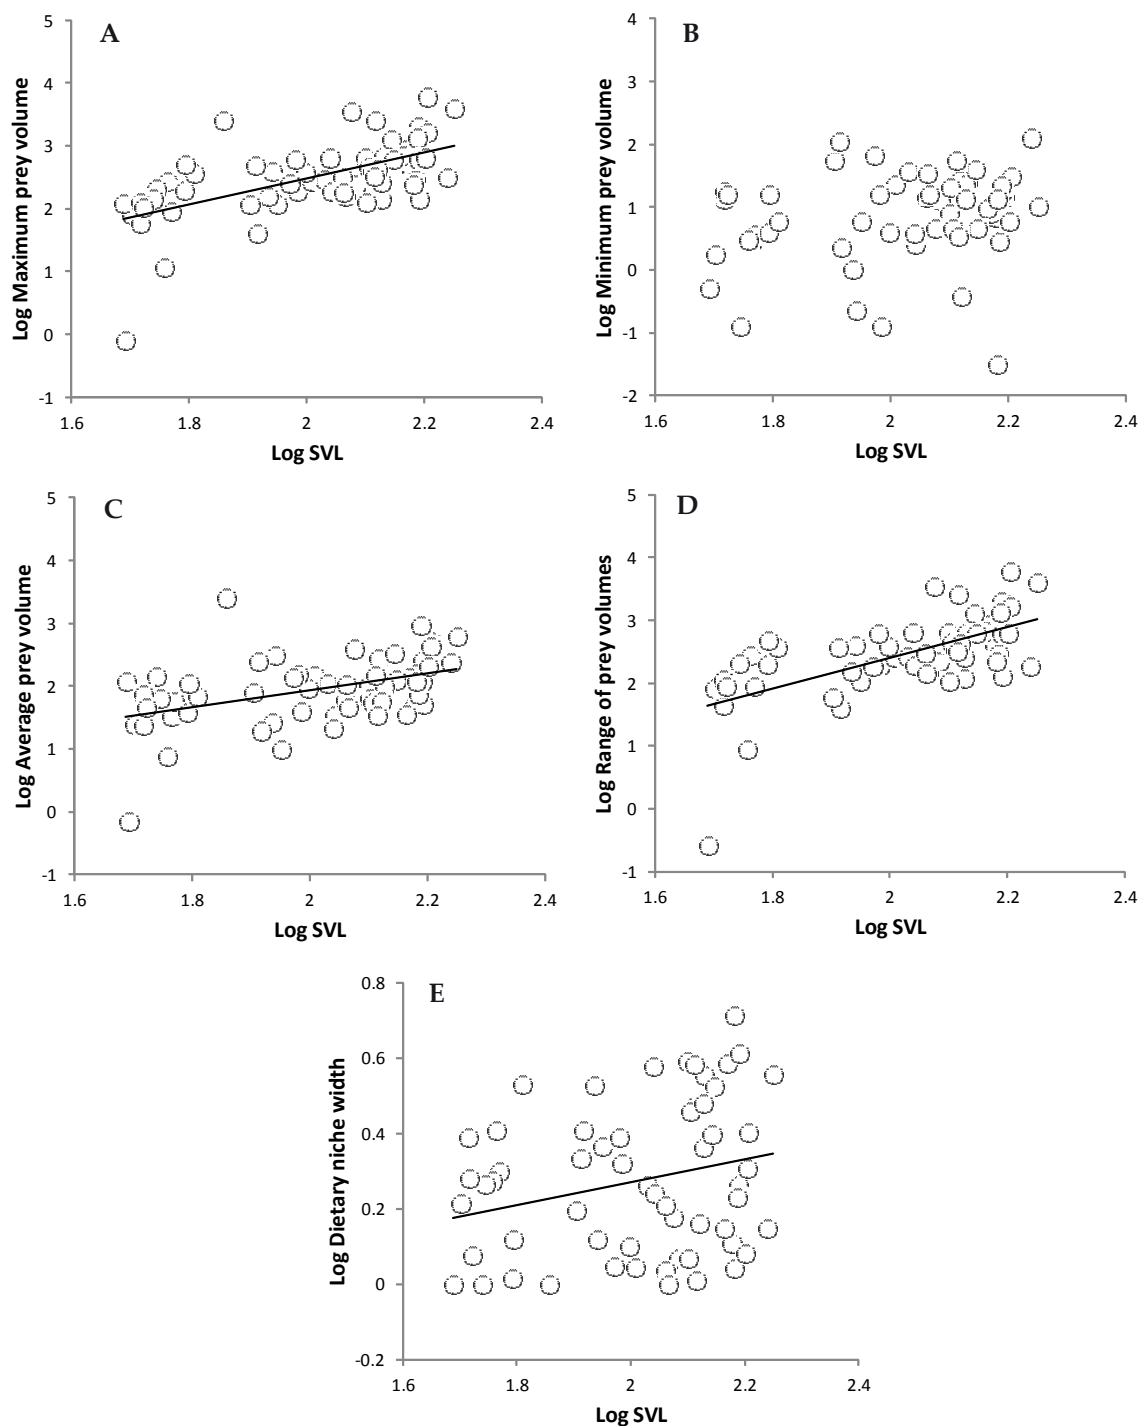 A
Log Maximum prey volume
5
4
3
2
1
0
-1
1.6 1.8 2 2.2 2.4
Log SVL
B
Log Minimum prey volume
4
3
2
1
0
-1
-2
1.6 1.8 2 2.2 2.4
Log SVL
C
Log Average prey volume
5
4
3
2
1
0
-1
1.6 1.8 2 2.2 2.4
Log SVL
D
Log Range of prey volumes
5
4
3
2
1
0
-1
1.6 1.8 2 2.2 2.4
Log SVL
E
Log Dietary niche width
0.8
0.6
0.4
0.2
0
-0.2
1.6 1.8 2 2.2 2.4
Log SVL